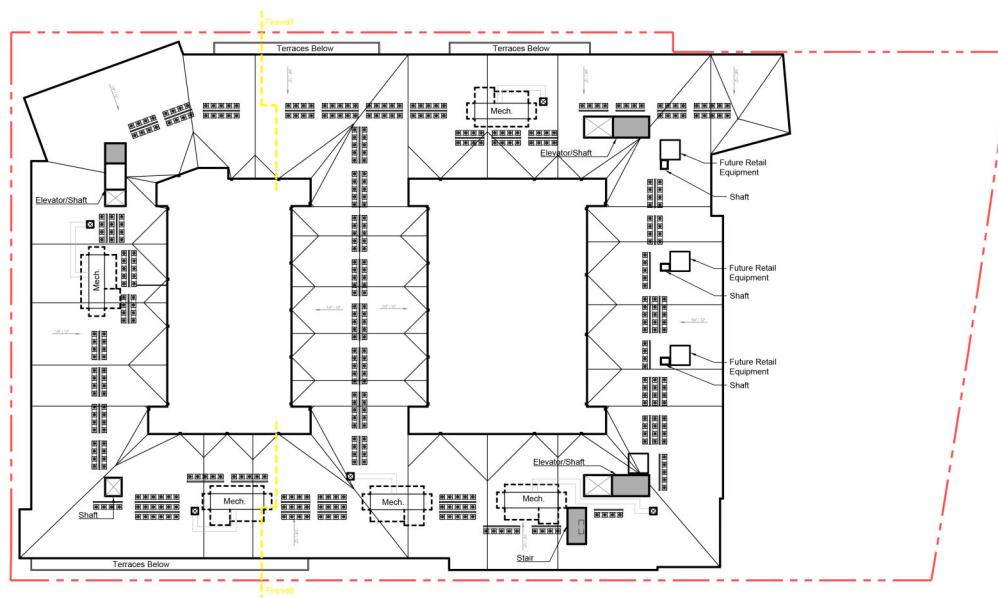 Firewall
Terraces Below
Terraces Below
Mech.
Elevator/Shaft
Future Retail
Equipment
Shaft
Elevator/Shaft
Mech.
Future Retail
Equipment
Shaft
Future Retail
Equipment
Shaft
Elevator/Shaft
Mech.
Mech.
Mech.
Shaft
Stair
Terraces Below
Firewall